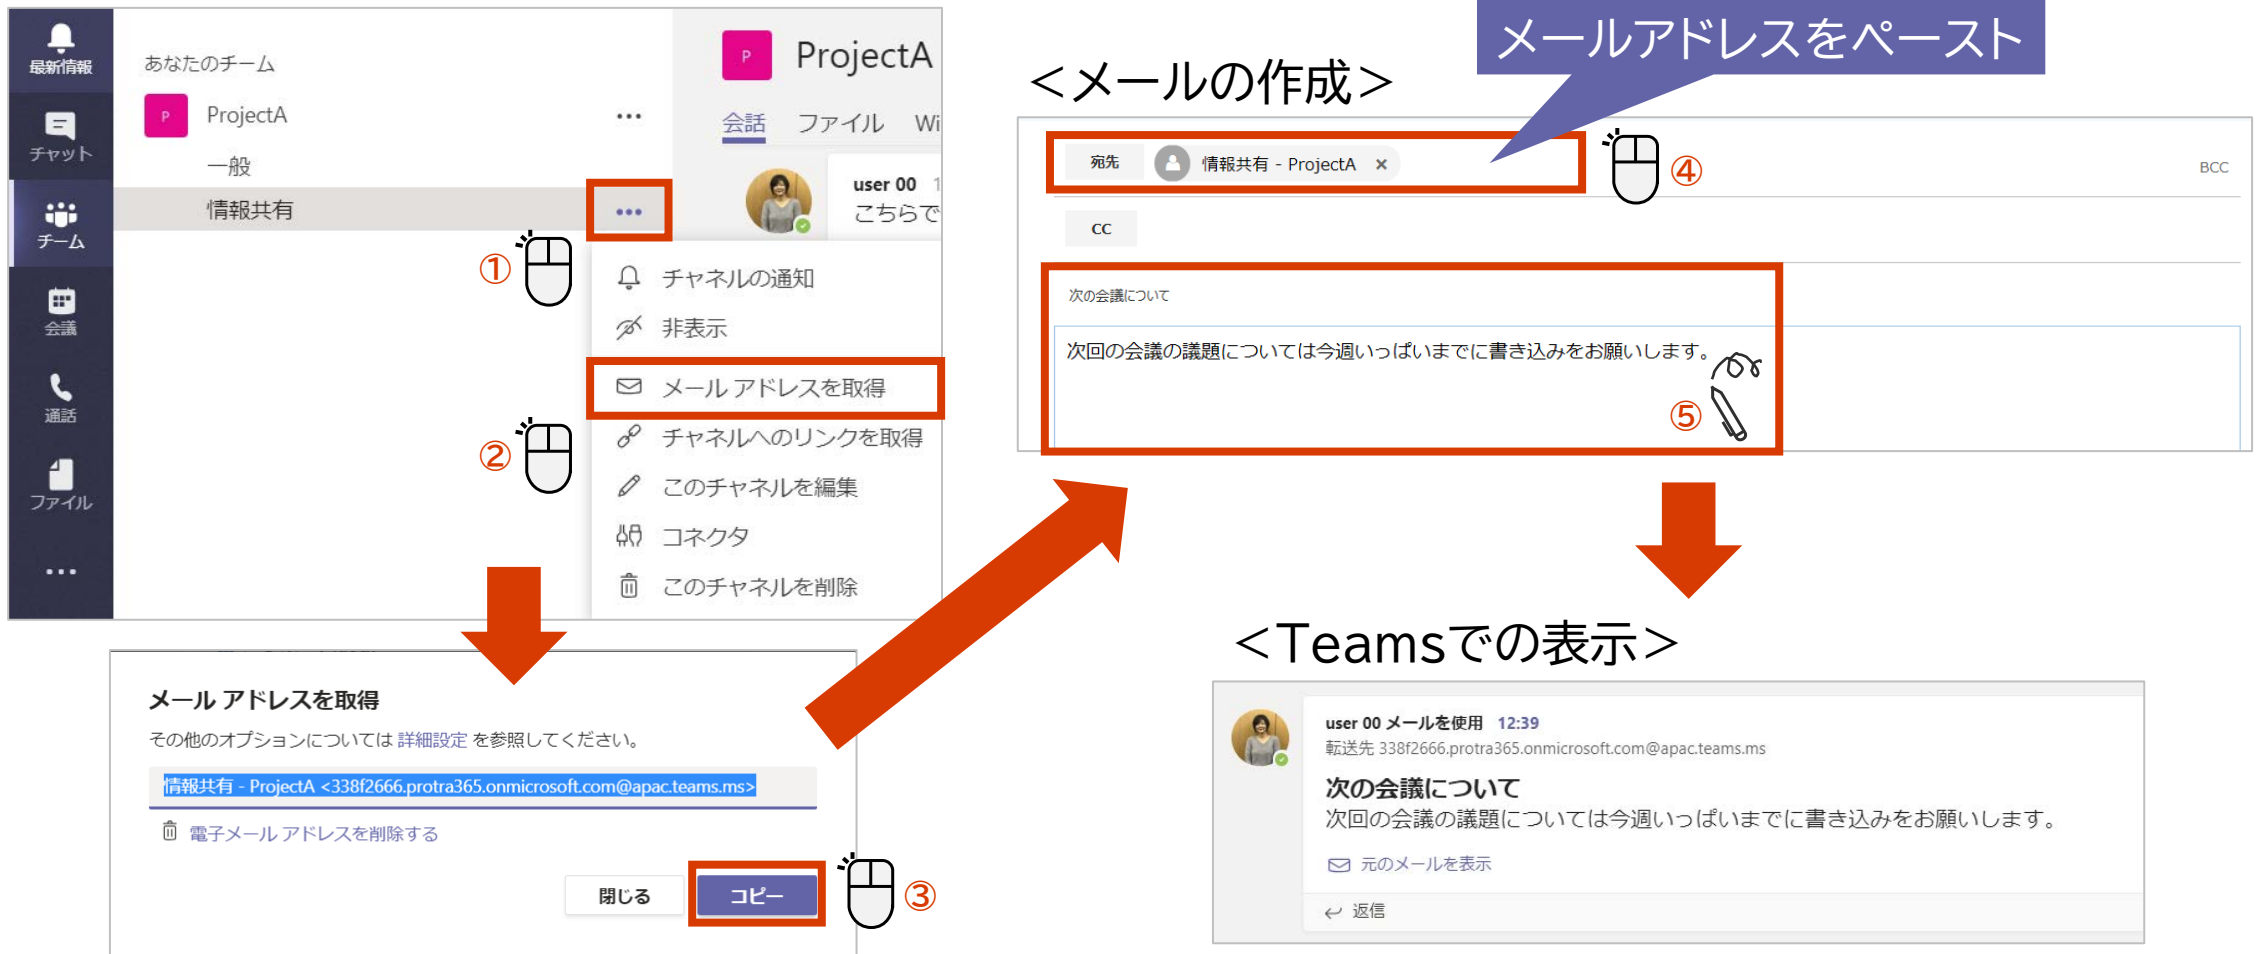 最新情報
チャット
チーム
会議
通話
ファイル
あなたのチーム
P ProjectA
一般
情報共有
P ProjectA
会話 ファイル Wi
user 00 1
こちらで
①
チャネルの通知
非表示
メール アドレスを取得
②
チャネルへのリンクを取得
このチャネルを編集
コネクタ
このチャネルを削除
メール アドレスを取得
その他のオプションについては 詳細設定 を参照してください。
情報共有 - ProjectA <338f2666.protra365.onmicrosoft.com@apac.teams.ms>
電子メール アドレスを削除する
閉じる コピー
③
メールアドレスをペースト
＜メールの作成＞
宛先 情報共有 - ProjectA ×
④
BCC
CC
次の会議について
次回の会議の議題については今週いっぱいまでに書き込みをお願いします。
⑤
＜Teamsでの表示＞
user 00 メールを使用 12:39
転送先 338f2666.protra365.onmicrosoft.com@apac.teams.ms
次の会議について
次回の会議の議題については今週いっぱいまでに書き込みをお願いします。
元のメールを表示
返信